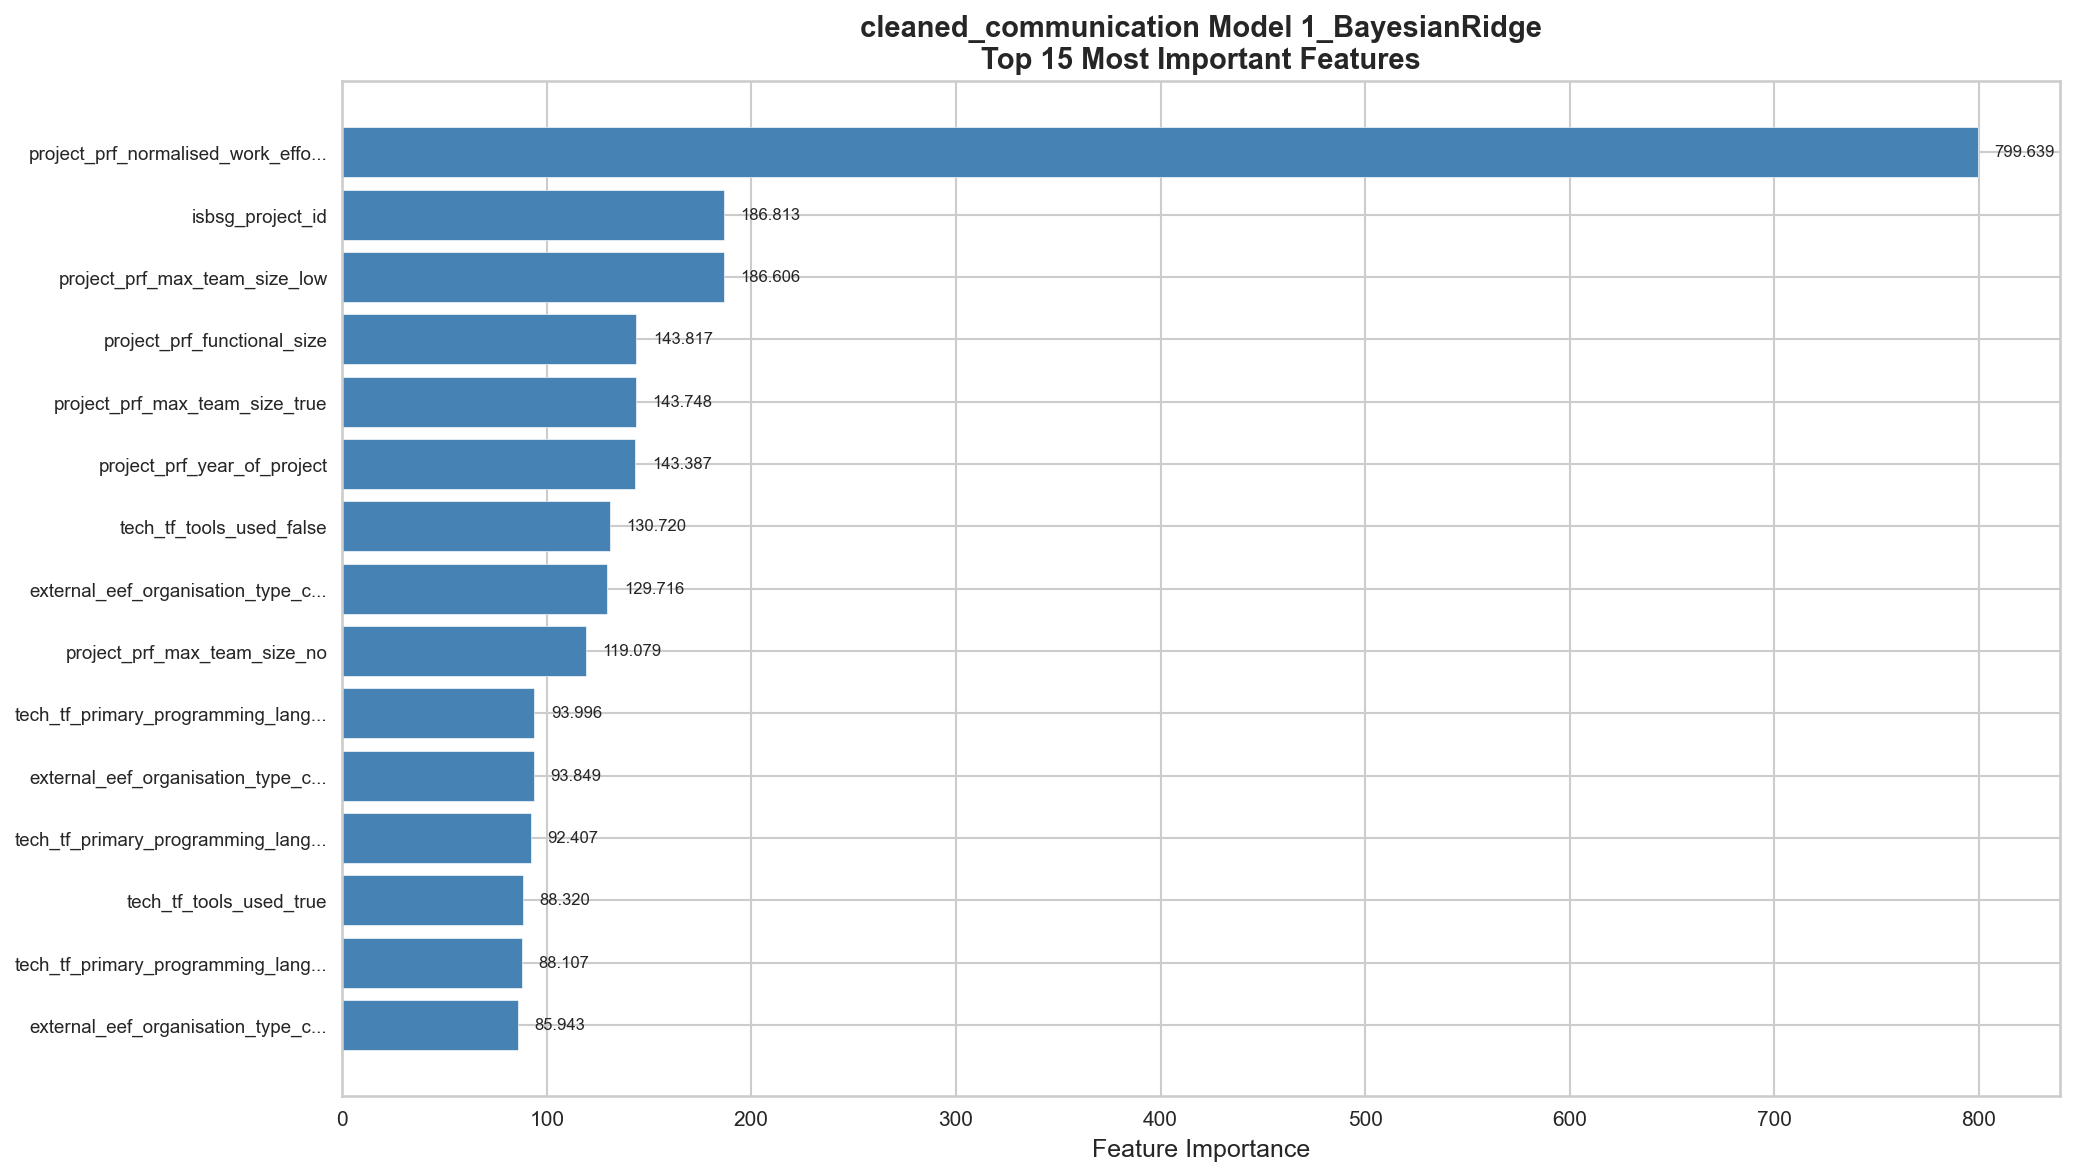 cleaned_communication Model 1_BayesianRidge
Top 15 Most Important Features
project_prf_normalised_work_effo... 799.639
isbsg_project_id 186.813
project_prf_max_team_size_low 186.606
project_prf_functional_size 143.817
project_prf_max_team_size_true 143.748
project_prf_year_of_project 143.387
tech_tf_tools_used_false 130.720
external_eef_organisation_type_c... 129.716
project_prf_max_team_size_no 119.079
tech_tf_primary_programming_lang... 93.996
external_eef_organisation_type_c... 93.849
tech_tf_primary_programming_lang... 92.407
tech_tf_tools_used_true 88.320
tech_tf_primary_programming_lang... 88.107
external_eef_organisation_type_c... 85.943
0 100 200 300 400 500 600 700 800
Feature Importance